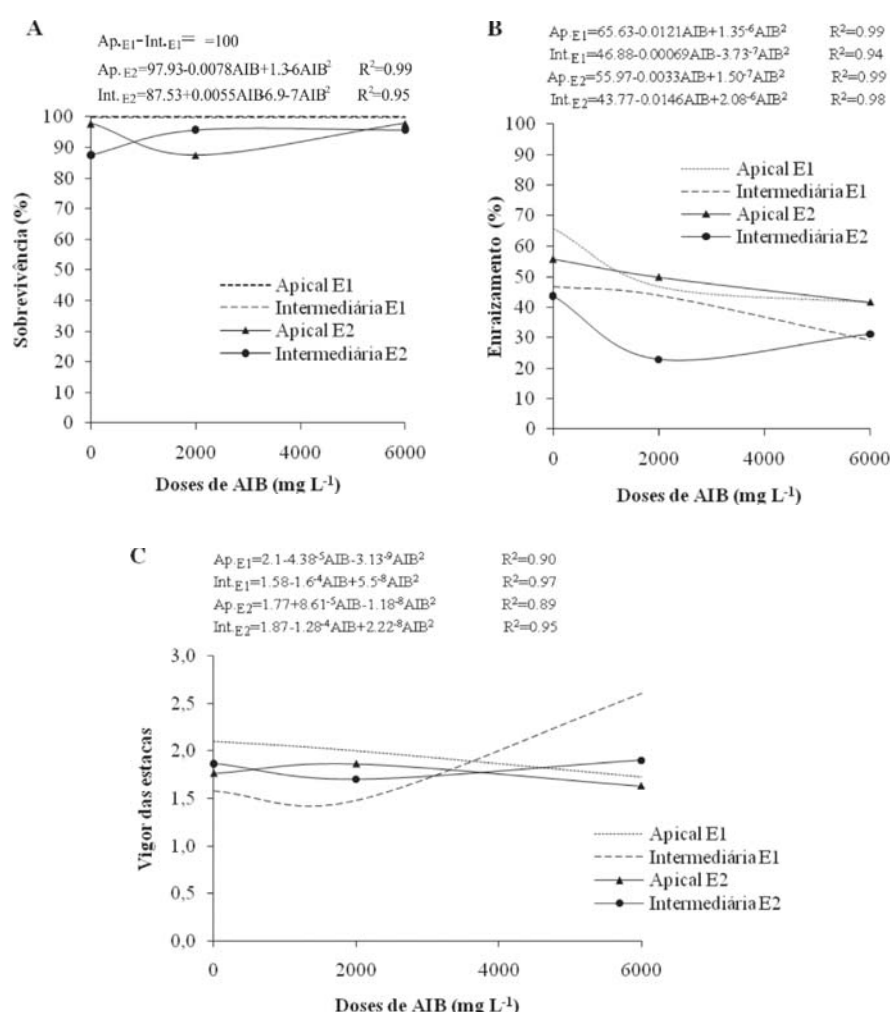 A
Ap.E1-Int.E1= =100
Ap.E2=97.93-0.0078AIB+1.3-6AIB² R²=0.99
Int.E2=87.53+0.0055AIB6.9-7AIB² R²=0.95
100
90
80
70
60
50
40
30
20
10
0
Sobrevivência (%)
Apical E1
Intermediária E1
Apical E2
Intermediária E2
0 2000 4000 6000
Doses de AIB (mg L⁻¹)
B
Ap.E1=65.63-0.0121AIB+1.35⁻⁶AIB² R²=0.99
Int.E1=46.88-0.00069AIB-3.73⁻⁷AIB² R²=0.94
Ap.E2=55.97-0.0033AIB+1.50⁻⁷AIB² R²=0.99
Int.E2=43.77-0.0146AIB+2.08⁻⁶AIB² R²=0.98
100
90
80
70
60
50
40
30
20
10
0
Enraizamento (%)
Apical E1
Intermediária E1
Apical E2
Intermediária E2
0 2000 4000 6000
Doses de AIB (mg L⁻¹)
C
Ap.E1=2.1-4.38⁻⁵AIB-3.13⁻⁹AIB² R²=0.90
Int.E1=1.58-1.6⁻⁴AIB+5.5⁻⁸AIB² R²=0.97
Ap.E2=1.77+8.61⁻⁵AIB-1.18⁻⁸AIB² R²=0.89
Int.E2=1.87-1.28⁻⁴AIB+2.22⁻⁸AIB² R²=0.95
3,0
2,5
2,0
1,5
1,0
0,5
0,0
Vigor das estacas
Apical E1
Intermediária E1
Apical E2
Intermediária E2
0 2000 4000 6000
Doses de AIB (mg L⁻¹)